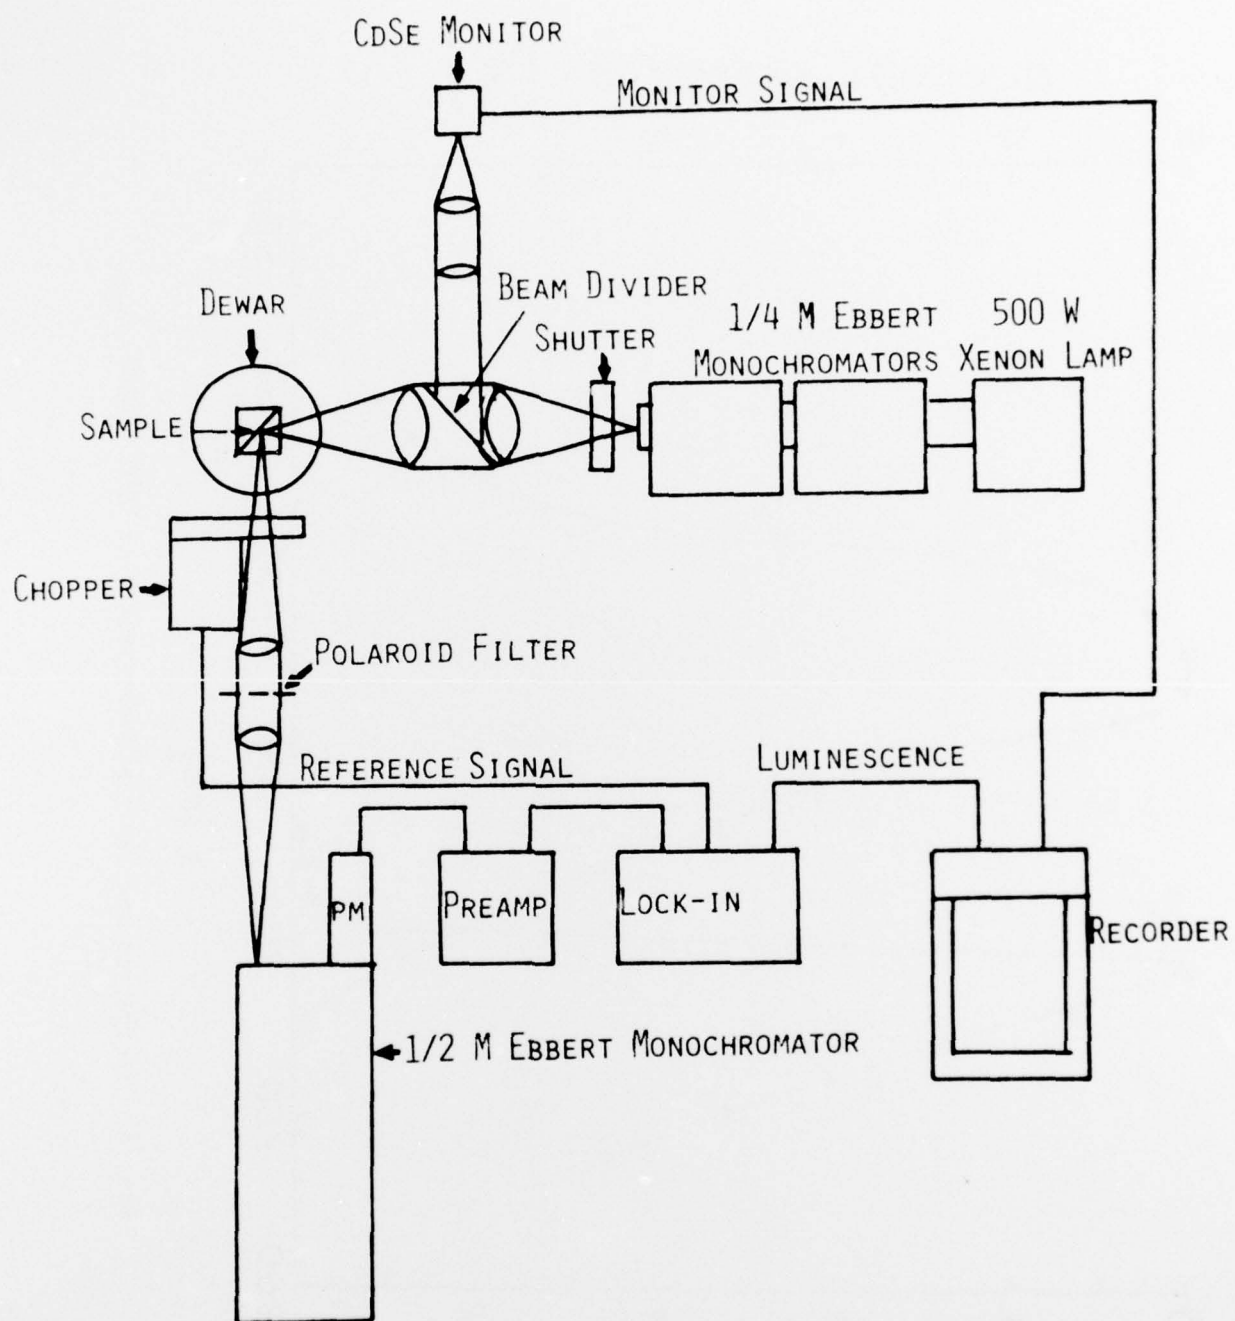 CdSe Monitor
Monitor Signal
Beam Divider
Dewar
Shutter
1/4 M Ebbert
Monochromators
500 W
Xenon Lamp
Sample
Chopper
Polaroid Filter
Reference Signal
Luminescence
PM
Preamp
Lock-in
Recorder
1/2 M Ebbert Monochromator